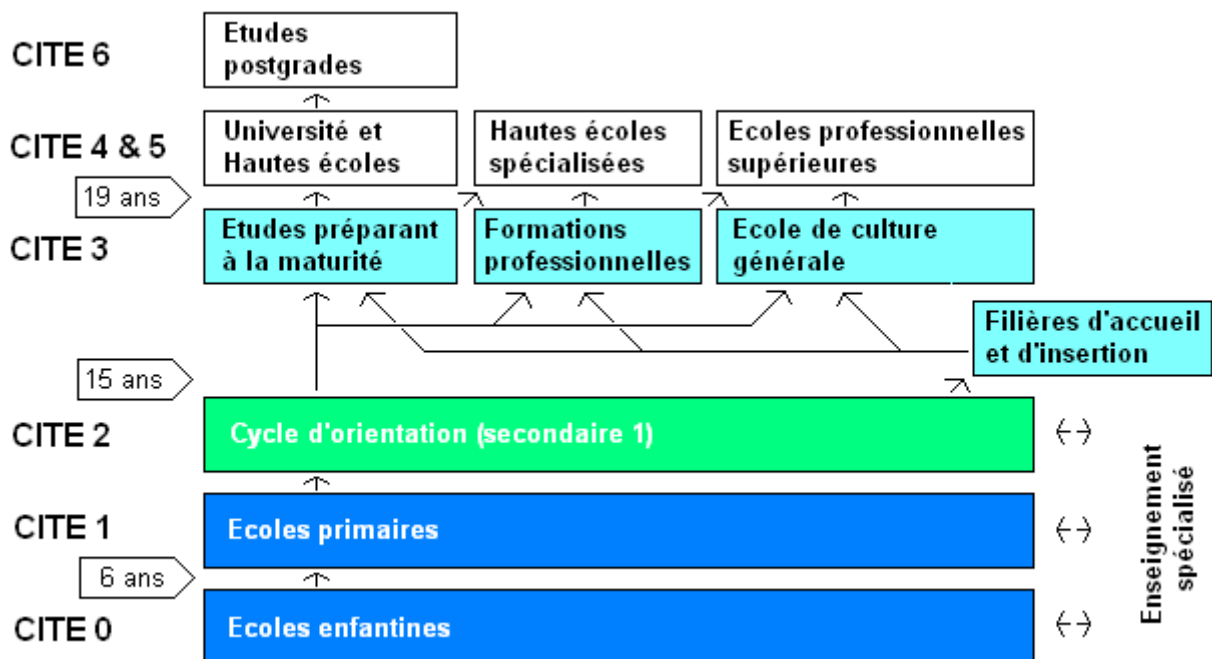 CITE 6
Etudes
postgrades
CITE 4 & 5
Université et
Hautes écoles
Hautes écoles
spécialisées
Ecoles professionnelles
supérieures
19 ans
CITE 3
Etudes préparant
à la maturité
Formations
professionnelles
Ecole de culture
générale
Filières d'accueil
et d'insertion
15 ans
CITE 2
Cycle d'orientation (secondaire 1)
CITE 1
Ecoles primaires
6 ans
CITE 0
Ecoles enfantines
Enseignement
spécialisé